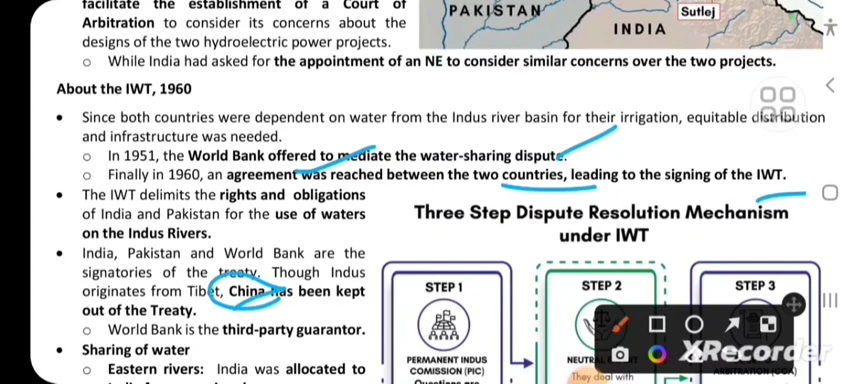 facilitate the establishment of a Court of
Arbitration to consider its concerns about the
designs of the two hydroelectric power projects.
o While India had asked for the appointment of an NE to consider similar concerns over the two projects.
PAKISTAN
INDIA
Sutlej
About the IWT, 1960
• Since both countries were dependent on water from the Indus river basin for their irrigation, equitable distribution
and infrastructure was needed.
o In 1951, the World Bank offered to mediate the water-sharing dispute.
o Finally in 1960, an agreement was reached between the two countries, leading to the signing of the IWT.
• The IWT delimits the rights and obligations
of India and Pakistan for the use of waters
on the Indus Rivers.
• India, Pakistan and World Bank are the
signatories of the treaty. Though Indus
originates from Tibet, China has been kept
out of the Treaty.
o World Bank is the third-party guarantor.
• Sharing of water
o Eastern rivers: India was allocated to
Three Step Dispute Resolution Mechanism
under IWT
STEP 1
PERMANENT INDUS
COMISSION (PIC)
STEP 2
NEUTRAL
They deal with
STEP 3
XRecorder